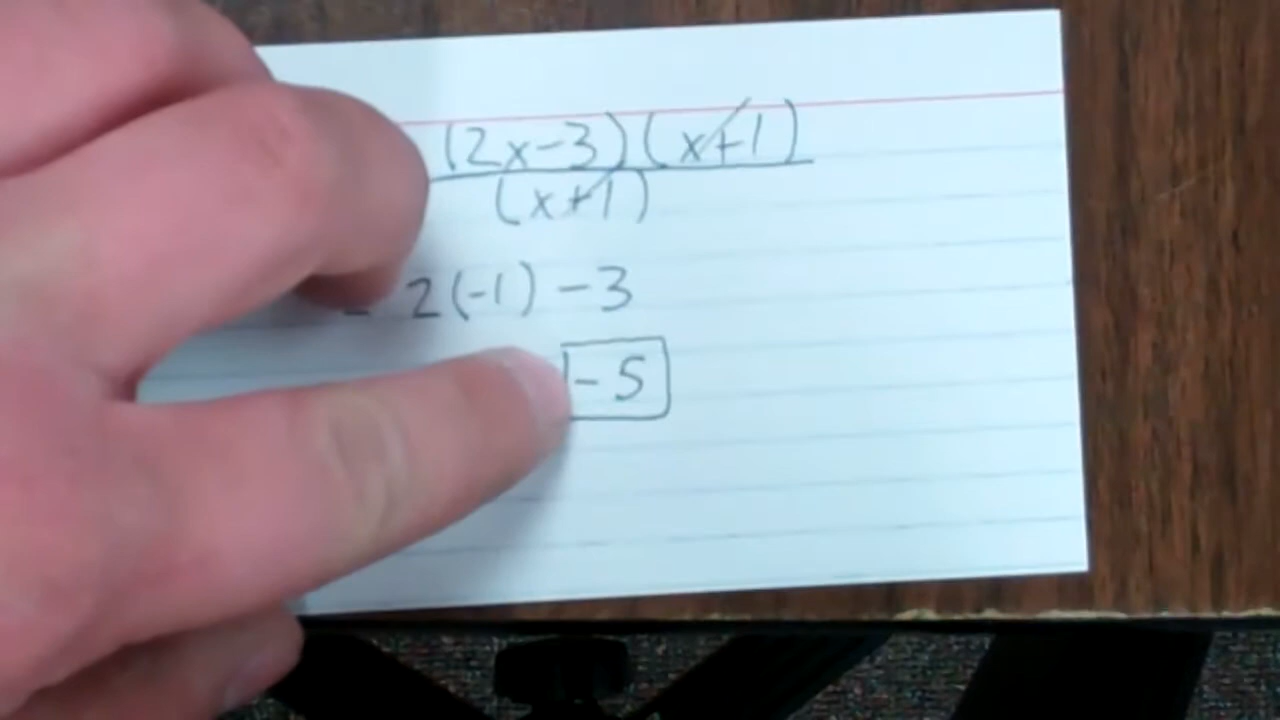 (2x-3)(x+1)
(x+1)
= 2(-1) -3
-5